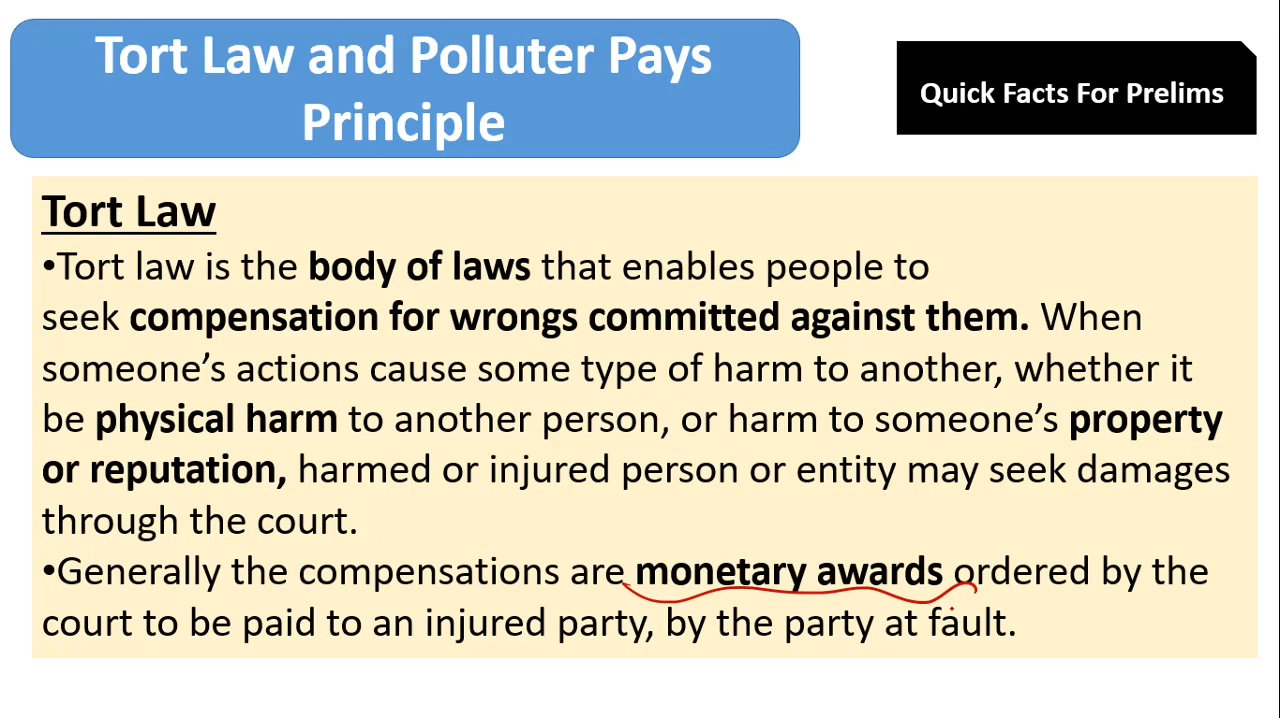 Tort Law and Polluter Pays
Principle
Quick Facts For Prelims
Tort Law
•Tort law is the body of laws that enables people to
seek compensation for wrongs committed against them. When
someone’s actions cause some type of harm to another, whether it
be physical harm to another person, or harm to someone’s property
or reputation, harmed or injured person or entity may seek damages
through the court.
•Generally the compensations are monetary awards ordered by the
court to be paid to an injured party, by the party at fault.